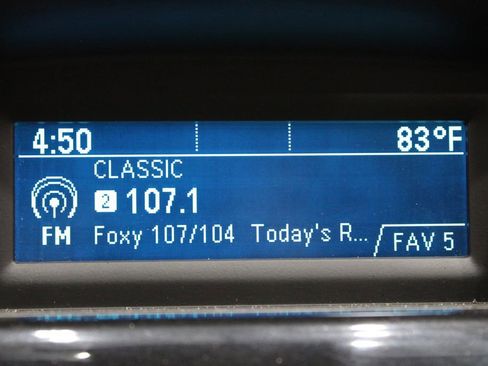 4:50 83°F
CLASSIC
2 107.1
FM Foxy 107/104 Today's R... FAV 5